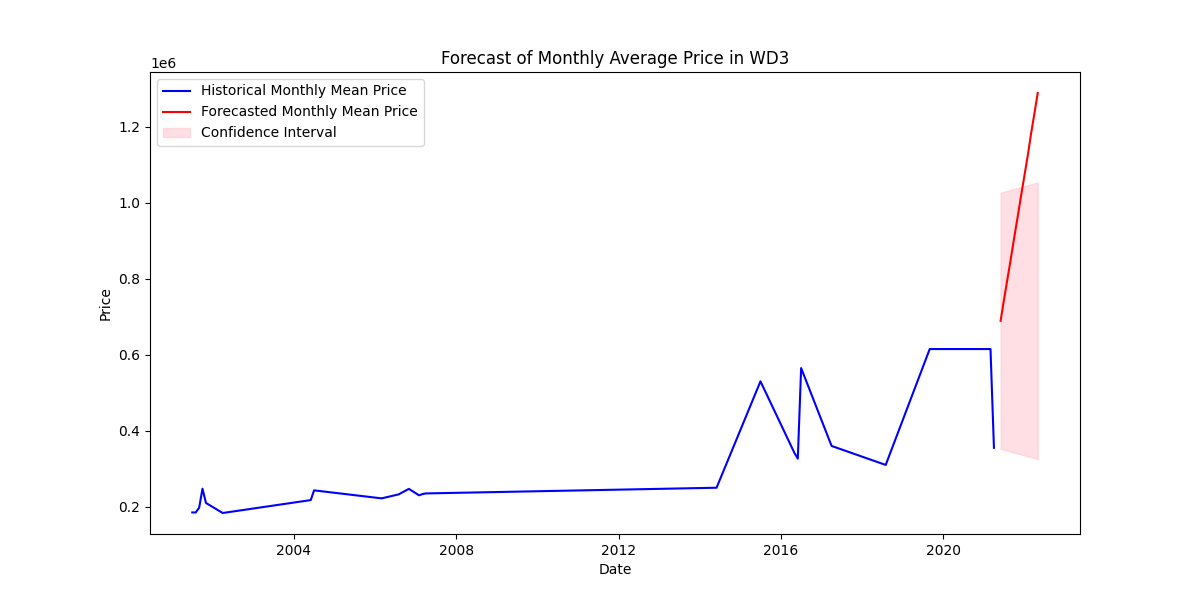 Forecast of Monthly Average Price in WD3
1e6
Historical Monthly Mean Price
Forecasted Monthly Mean Price
Confidence Interval
1.2
1.0
0.8
0.6
0.4
0.2
Price
2004 2008 2012 2016 2020
Date